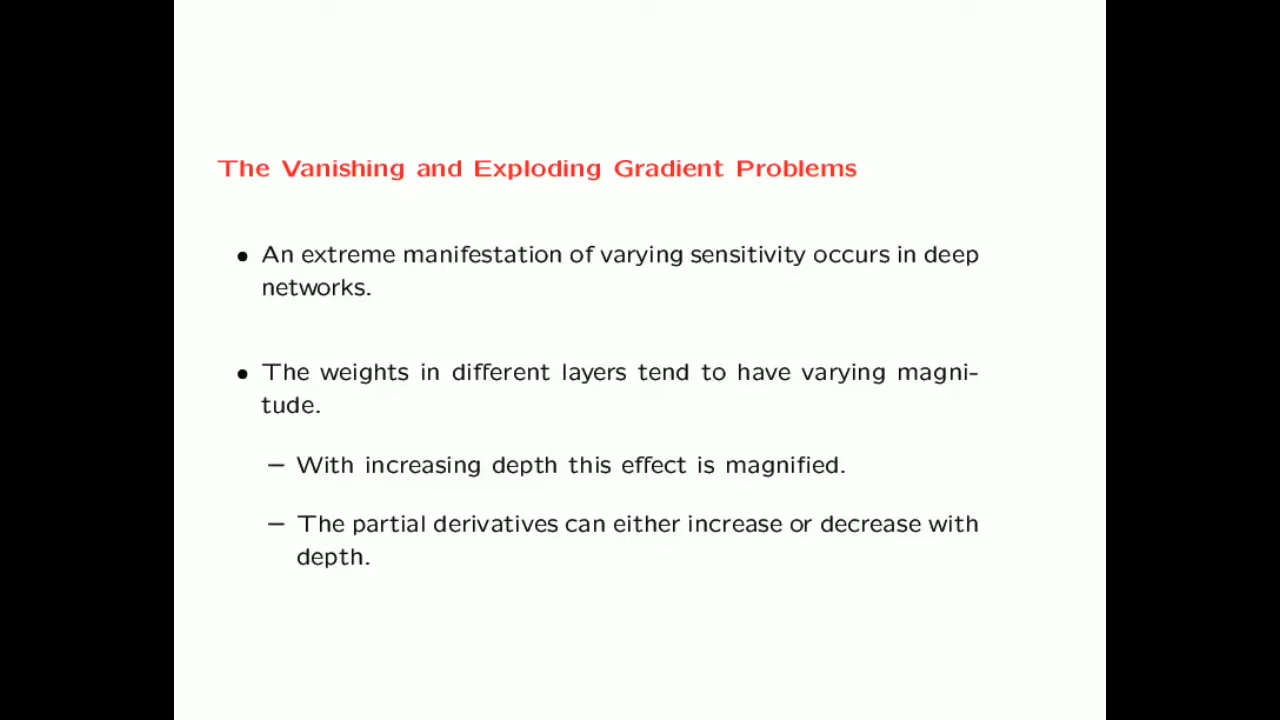 The Vanishing and Exploding Gradient Problems
• An extreme manifestation of varying sensitivity occurs in deep
networks.
• The weights in different layers tend to have varying magni-
tude.
– With increasing depth this effect is magnified.
– The partial derivatives can either increase or decrease with
depth.